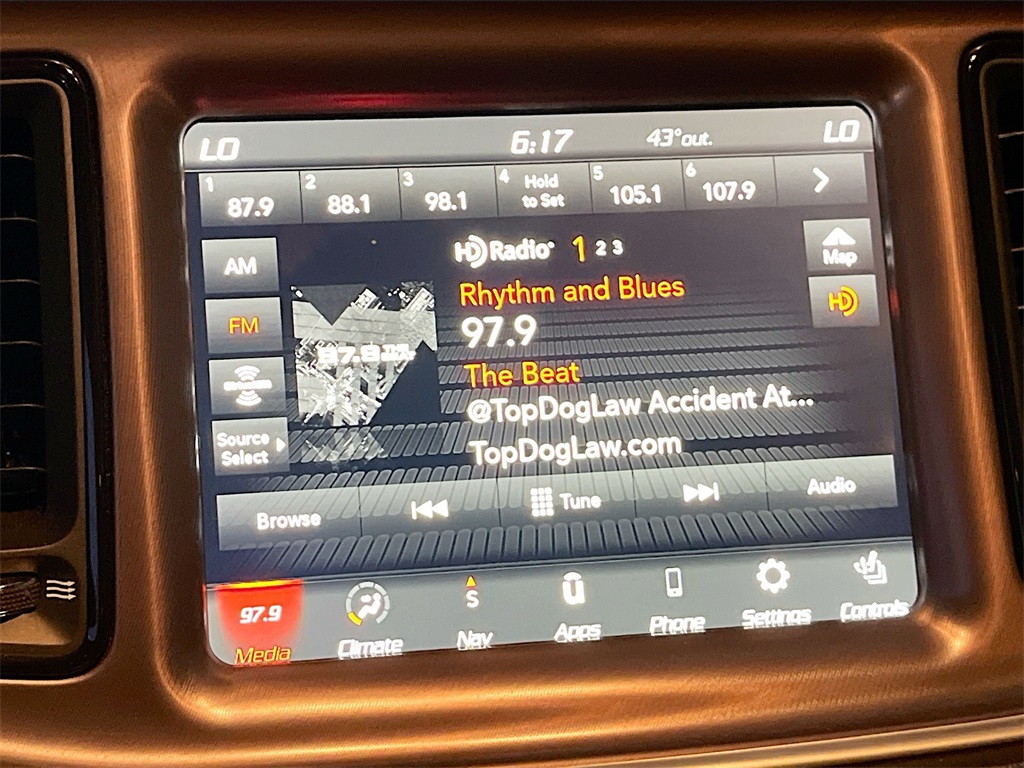 LO 6:17 43°out. LO
1 87.9 2 88.1 3 98.1 4 Hold to Set 5 105.1 6 107.9
HD Radio 1 2 3
Map
AM
Rhythm and Blues
HD
FM
97.9
The Beat
@TopDogLaw Accident At...
Source Select
TopDogLaw.com
Browse Tune Audio
97.9 S
Media Climate Nav Apps Phone Settings Controls